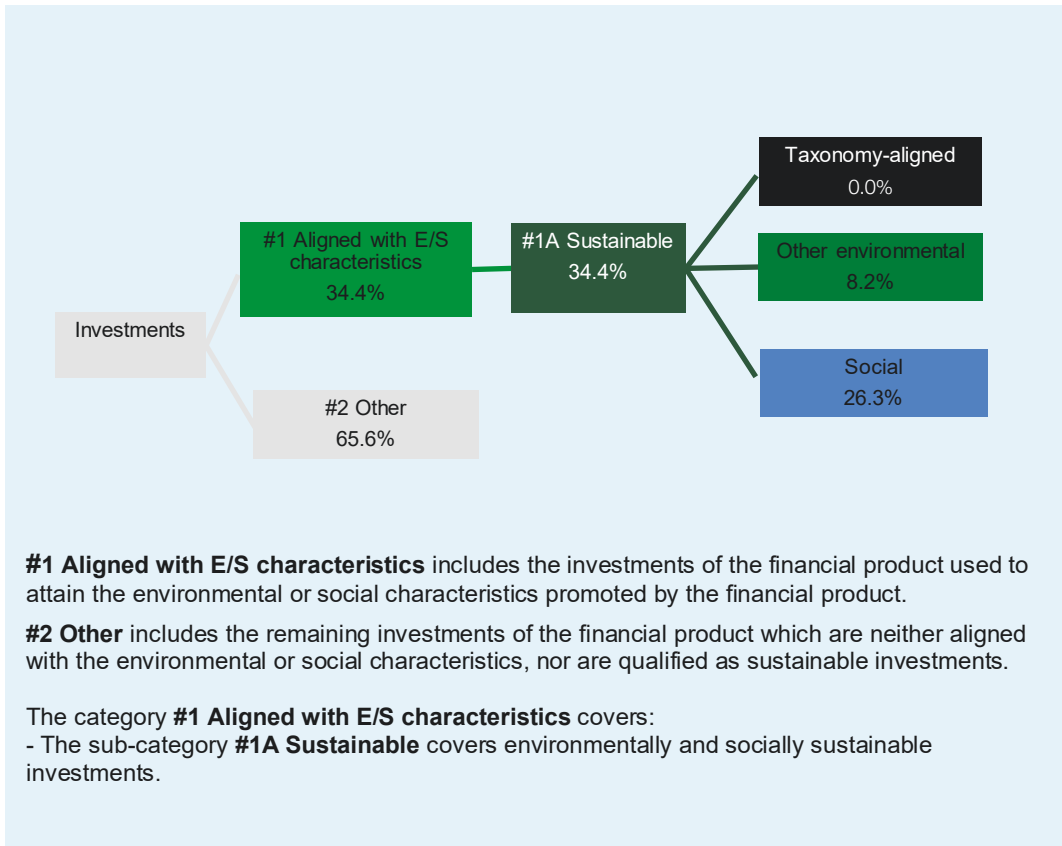 Taxonomy-aligned
0.0%
#1 Aligned with E/S
characteristics
34.4%
#1A Sustainable
34.4%
Other environmental
8.2%
Investments
Social
26.3%
#2 Other
65.6%
#1 Aligned with E/S characteristics includes the investments of the financial product used to
attain the environmental or social characteristics promoted by the financial product.
#2 Other includes the remaining investments of the financial product which are neither aligned
with the environmental or social characteristics, nor are qualified as sustainable investments.
The category #1 Aligned with E/S characteristics covers:
- The sub-category #1A Sustainable covers environmentally and socially sustainable
investments.